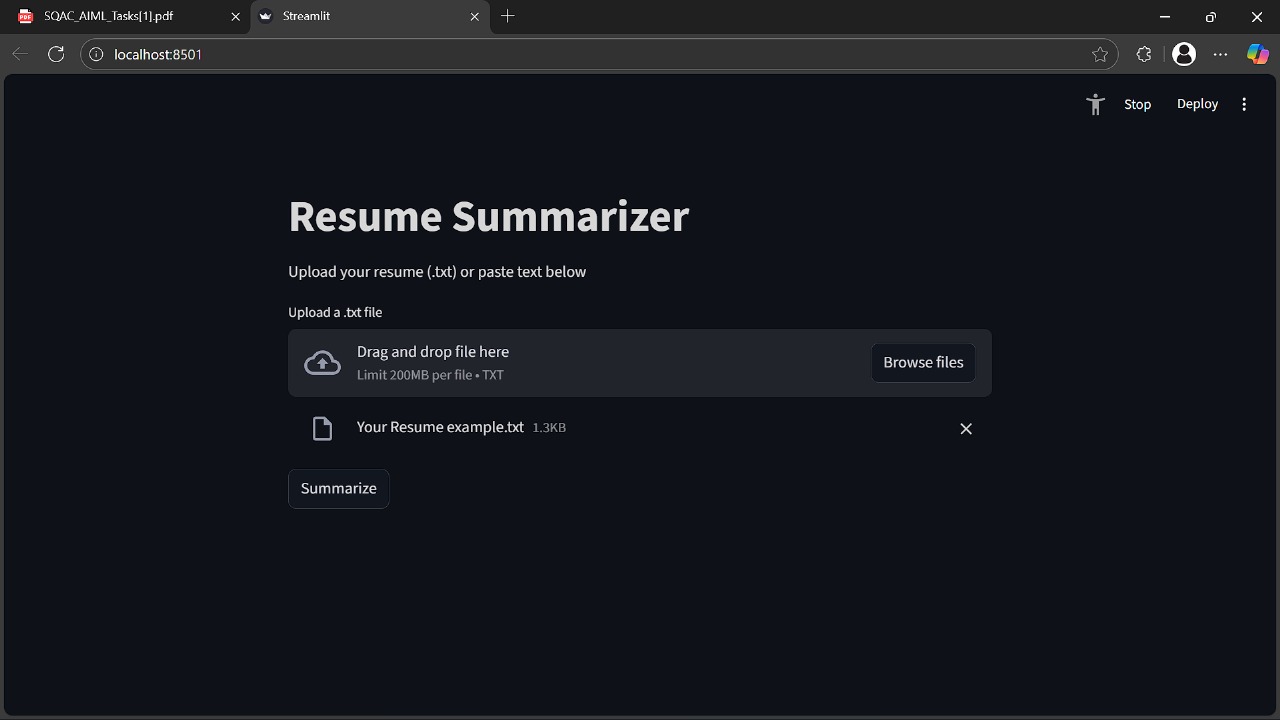 SQAC_AIML_Tasks[1].pdf
Streamlit
localhost:8501
Stop
Deploy
Resume Summarizer
Upload your resume (.txt) or paste text below
Upload a .txt file
Drag and drop file here
Limit 200MB per file • TXT
Browse files
Your Resume example.txt 1.3KB
Summarize